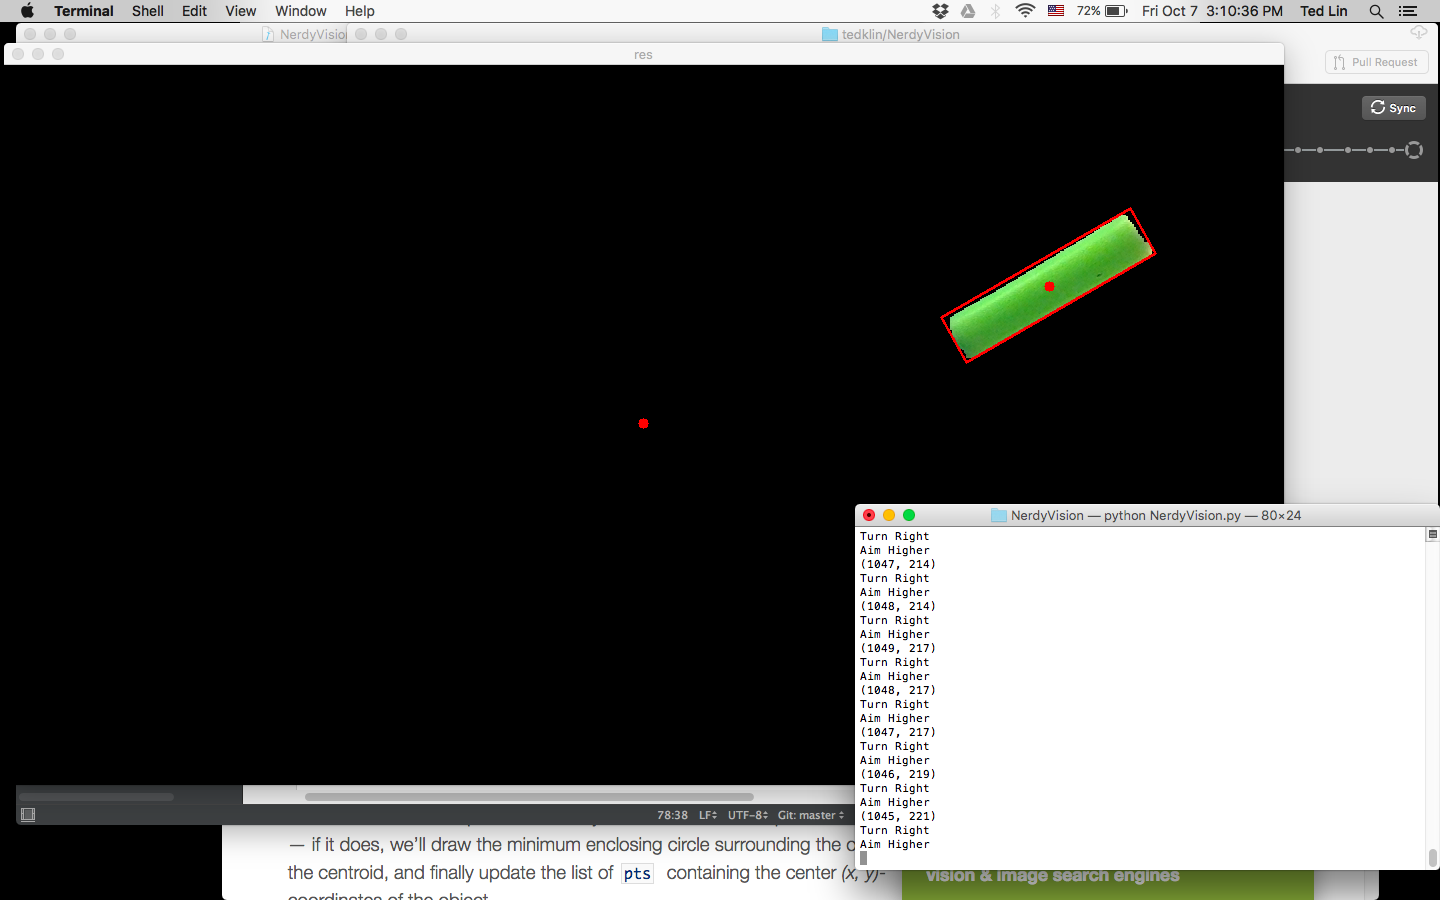 Terminal Shell Edit View Window Help 72% Fri Oct 7 3:10:36 PM Ted Lin
tedklin/NerdyVision
res
Pull Request
Sync
NerdyVision — python NerdyVision.py — 80×24
Turn Right
Aim Higher
(1047, 214)
Turn Right
Aim Higher
(1048, 214)
Turn Right
Aim Higher
(1049, 217)
Turn Right
Aim Higher
(1048, 217)
Turn Right
Aim Higher
(1047, 217)
Turn Right
Aim Higher
(1046, 219)
Turn Right
Aim Higher
(1045, 221)
Turn Right
Aim Higher
78:38 LF UTF-8 Git: master
— if it does, we'll draw the minimum enclosing circle surrounding the
the centroid, and finally update the list of pts containing the center (x, y)-
coordinates of the object
vision & image search engines